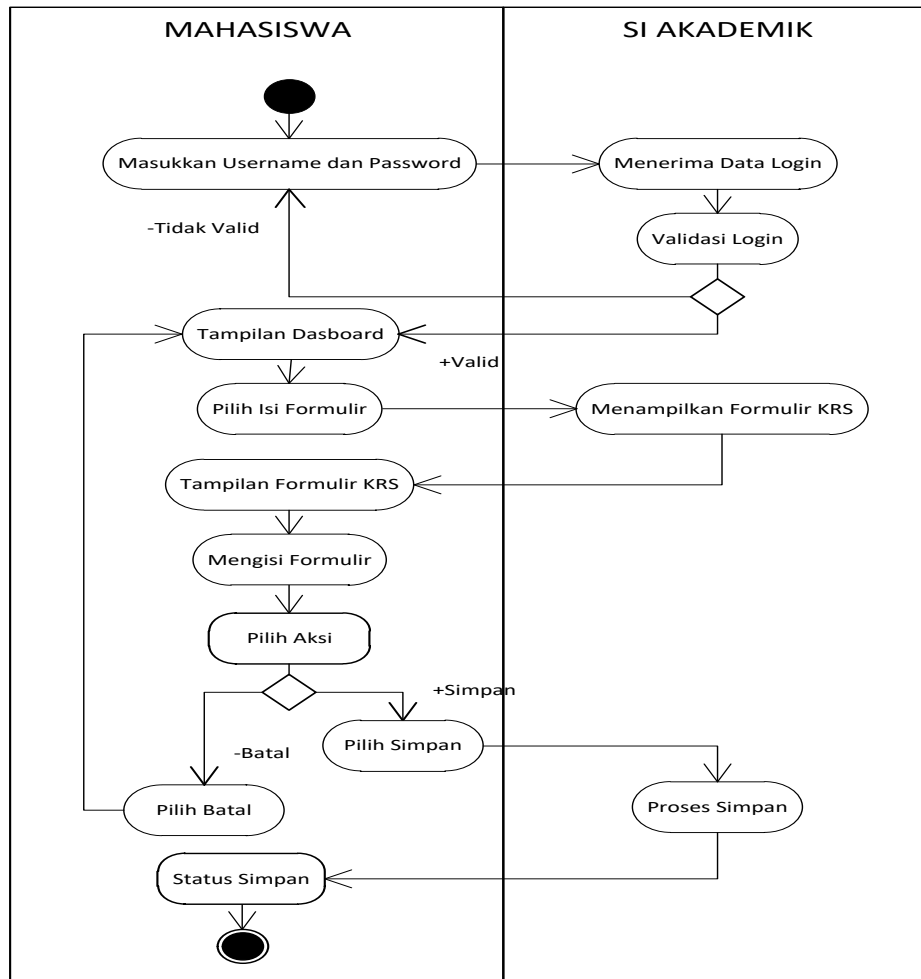 MAHASISWA
SI AKADEMIK
Masukkan Username dan Password
Menerima Data Login
-Tidak Valid
Validasi Login
Tampilan Dasboard
+Valid
Pilih Isi Formulir
Menampilkan Formulir KRS
Tampilan Formulir KRS
Mengisi Formulir
Pilih Aksi
+Simpan
Pilih Simpan
-Batal
Pilih Batal
Proses Simpan
Status Simpan